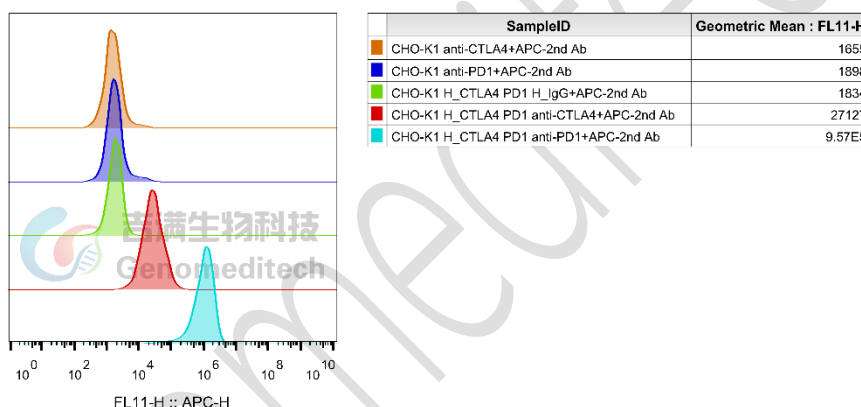 SampleID Geometric Mean : FL11-H
CHO-K1 anti-CTLA4+APC-2nd Ab 1655
CHO-K1 anti-PD1+APC-2nd Ab 1898
CHO-K1 H_CTLA4 PD1 H_IgG+APC-2nd Ab 1834
CHO-K1 H_CTLA4 PD1 anti-CTLA4+APC-2nd Ab 27127
CHO-K1 H_CTLA4 PD1 anti-PD1+APC-2nd Ab 9.57E5
吉满生物科技
Genomeditech
10^0 10^2 10^4 10^6 10^8 10^10
FL11-H :: APC-H